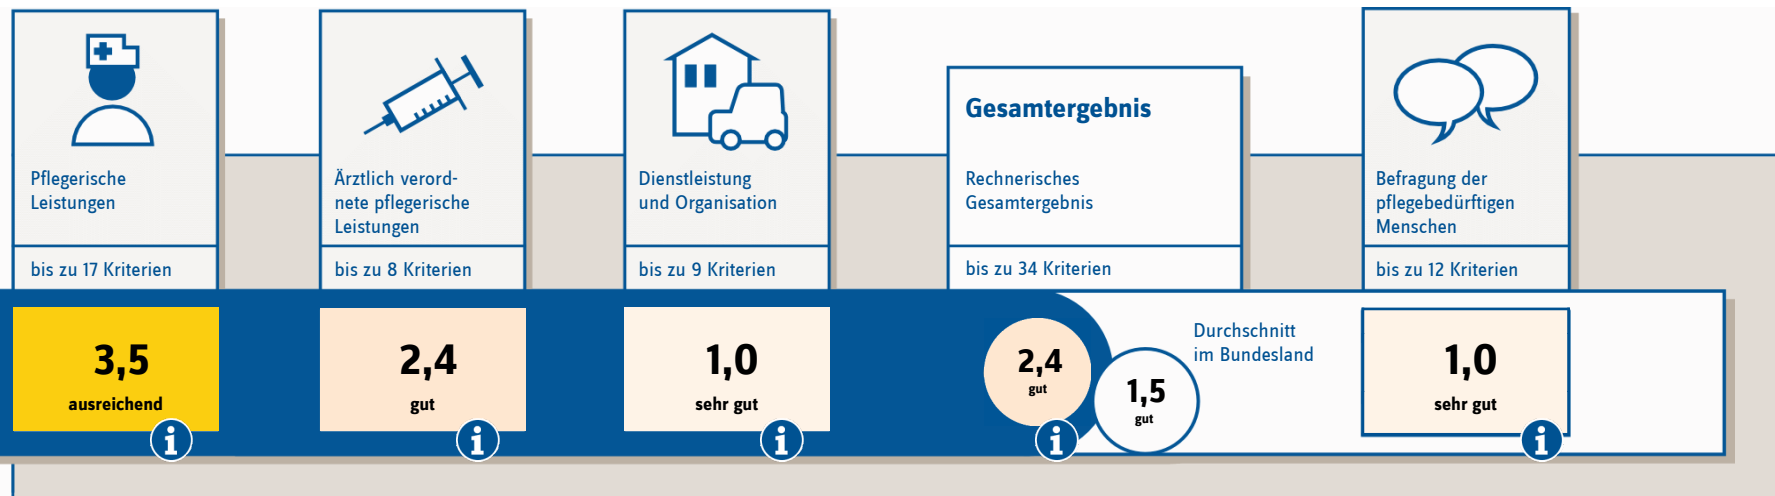 Pflegerische
Leistungen
bis zu 17 Kriterien
3,5
ausreichend
i
Ärztlich verord-
nete pflegerische
Leistungen
bis zu 8 Kriterien
2,4
gut
i
Dienstleistung
und Organisation
bis zu 9 Kriterien
1,0
sehr gut
i
Gesamtergebnis
Rechnerisches
Gesamtergebnis
bis zu 34 Kriterien
2,4
gut
i
1,5
gut
Durchschnitt
im Bundesland
Befragung der
pflegebedürftigen
Menschen
bis zu 12 Kriterien
1,0
sehr gut
i